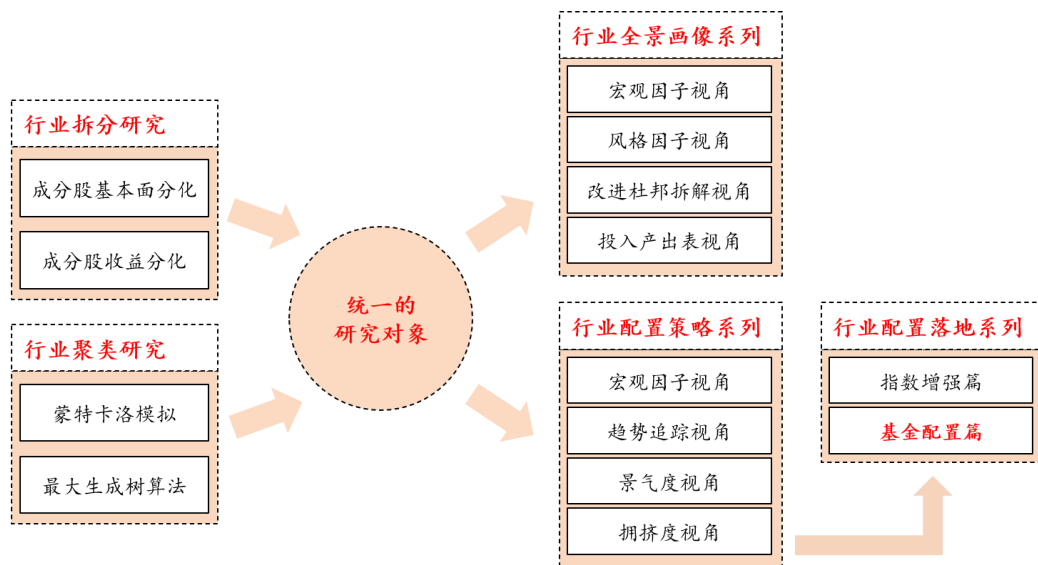 行业拆分研究
成分股基本面分化
成分股收益分化
行业聚类研究
蒙特卡洛模拟
最大生成树算法
统一的
研究对象
行业全景画像系列
宏观因子视角
风格因子视角
改进杜邦拆解视角
投入产出表视角
行业配置策略系列
宏观因子视角
趋势追踪视角
景气度视角
拥挤度视角
行业配置落地系列
指数增强篇
基金配置篇